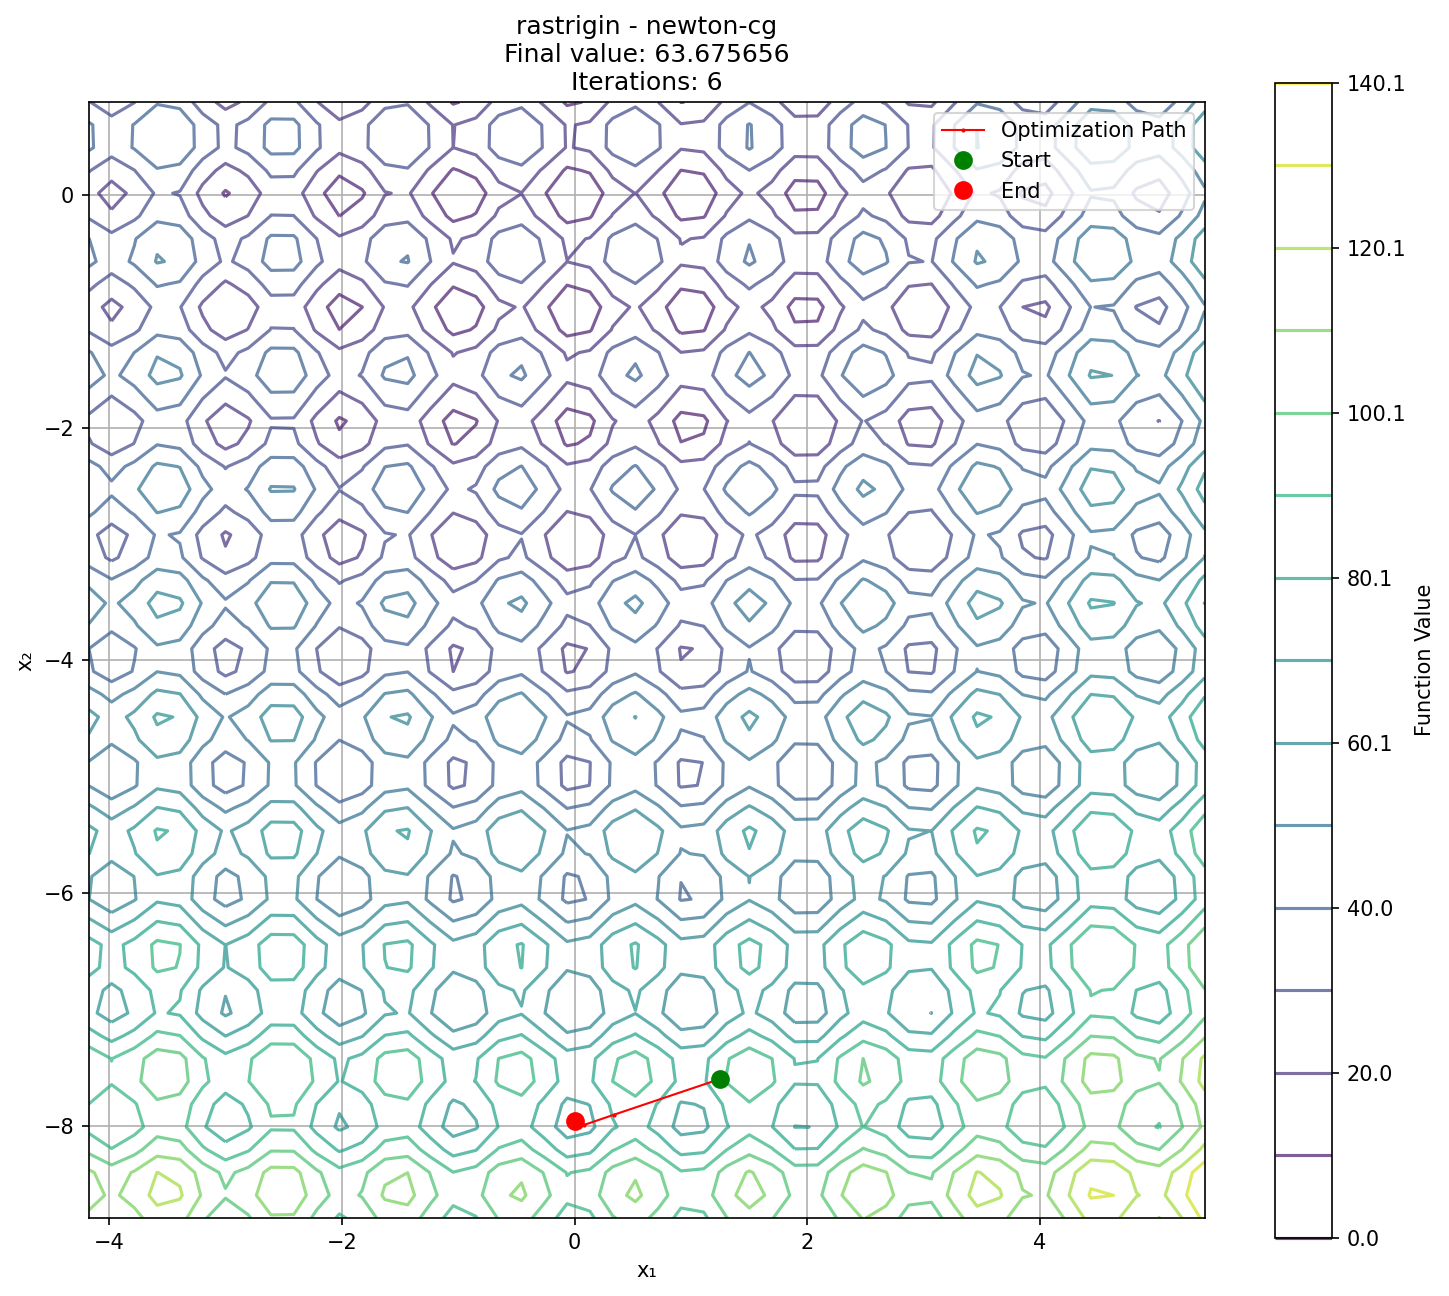 rastrigin - newton-cg
Final value: 63.675656
Iterations: 6
Optimization Path
Start
End
0
−2
−4
−6
−8
x₂
−4
−2
0
2
4
x₁
140.1
120.1
100.1
80.1
60.1
40.0
20.0
0.0
Function Value